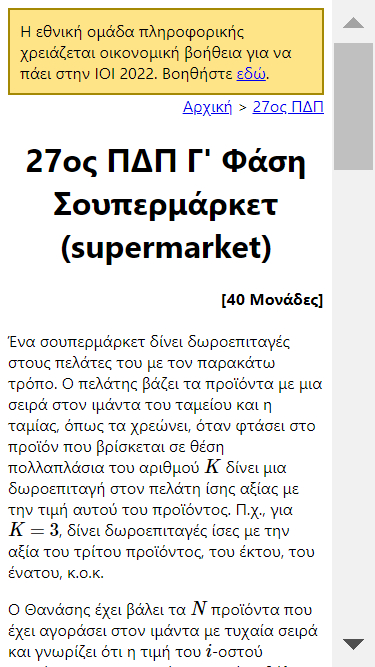 Η εθνική ομάδα πληροφορικής
χρειάζεται οικονομική βοήθεια για να
πάει στην ΙΟΙ 2022. Βοηθήστε εδώ.
Αρχική > 27ος ΠΔΠ
27ος ΠΔΠ Γ' Φάση
Σουπερμάρκετ
(supermarket)
[40 Μονάδες]
Ένα σουπερμάρκετ δίνει δωροεπιταγές
στους πελάτες του με τον παρακάτω
τρόπο. Ο πελάτης βάζει τα προϊόντα με μια
σειρά στον ιμάντα του ταμείου και η
ταμίας, όπως τα χρεώνει, όταν φτάσει στο
προϊόν που βρίσκεται σε θέση
πολλαπλάσια του αριθμού K δίνει μια
δωροεπιταγή στον πελάτη ίσης αξίας με
την τιμή αυτού του προϊόντος. Π.χ., για
K = 3, δίνει δωροεπιταγές ίσες με την
αξία του τρίτου προϊόντος, του έκτου, του
ένατου, κ.ο.κ.
Ο Θανάσης έχει βάλει τα N προϊόντα που
έχει αγοράσει στον ιμάντα με τυχαία σειρά
και γνωρίζει ότι η τιμή του i-οστού